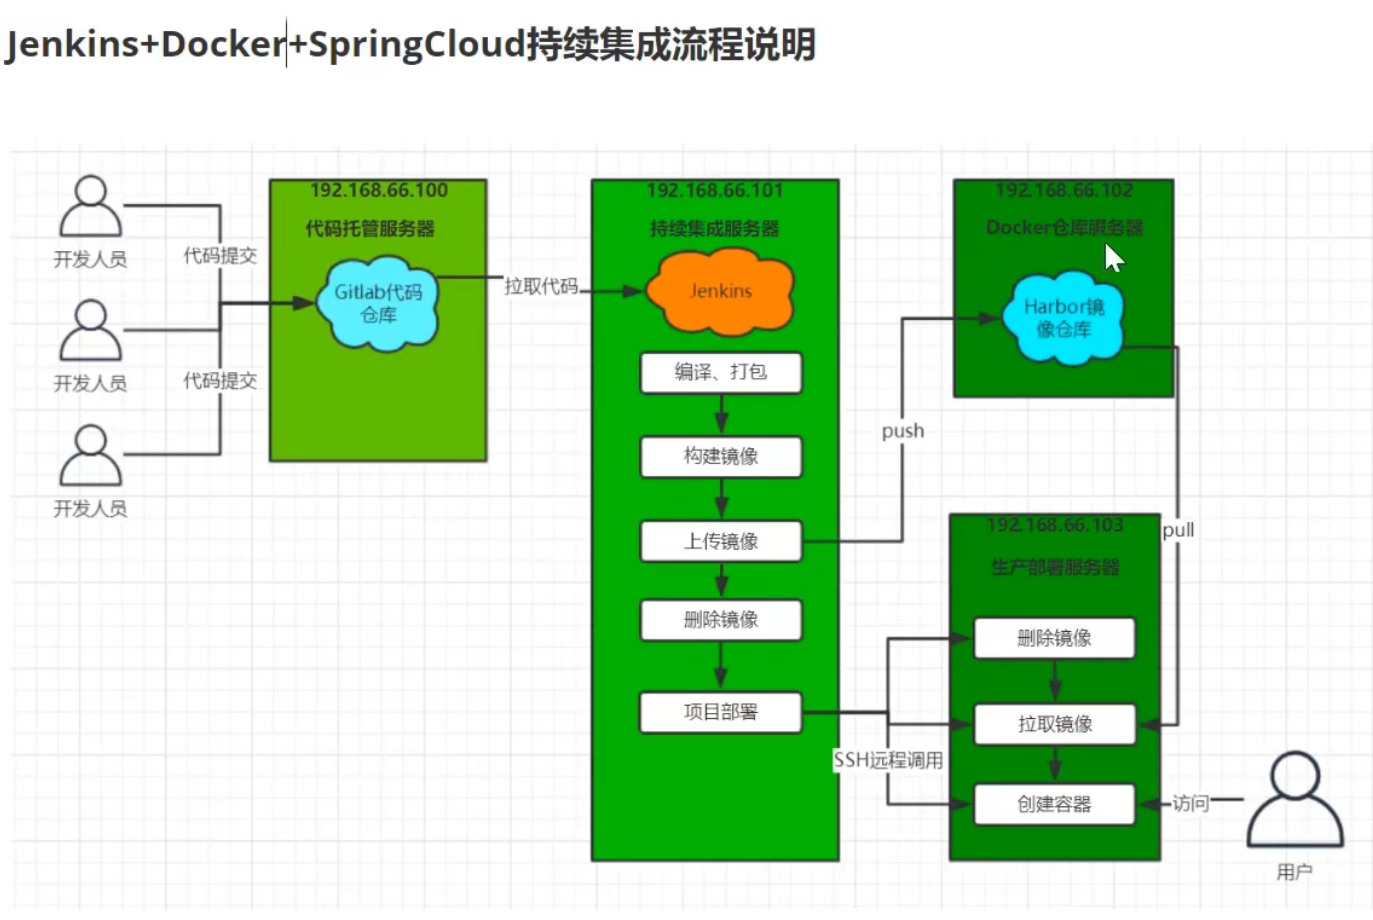 Jenkins+Docker+SpringCloud持续集成流程说明
开发人员
代码提交
开发人员
代码提交
开发人员
192.168.66.100
代码托管服务器
Gitlab代码
仓库
拉取代码
192.168.66.101
持续集成服务器
Jenkins
编译、打包
构建镜像
上传镜像
删除镜像
项目部署
push
192.168.66.102
Docker仓库服务器
Harbor镜
像仓库
pull
SSH远程调用
192.168.66.103
生产部署服务器
删除镜像
拉取镜像
创建容器
访问
用户